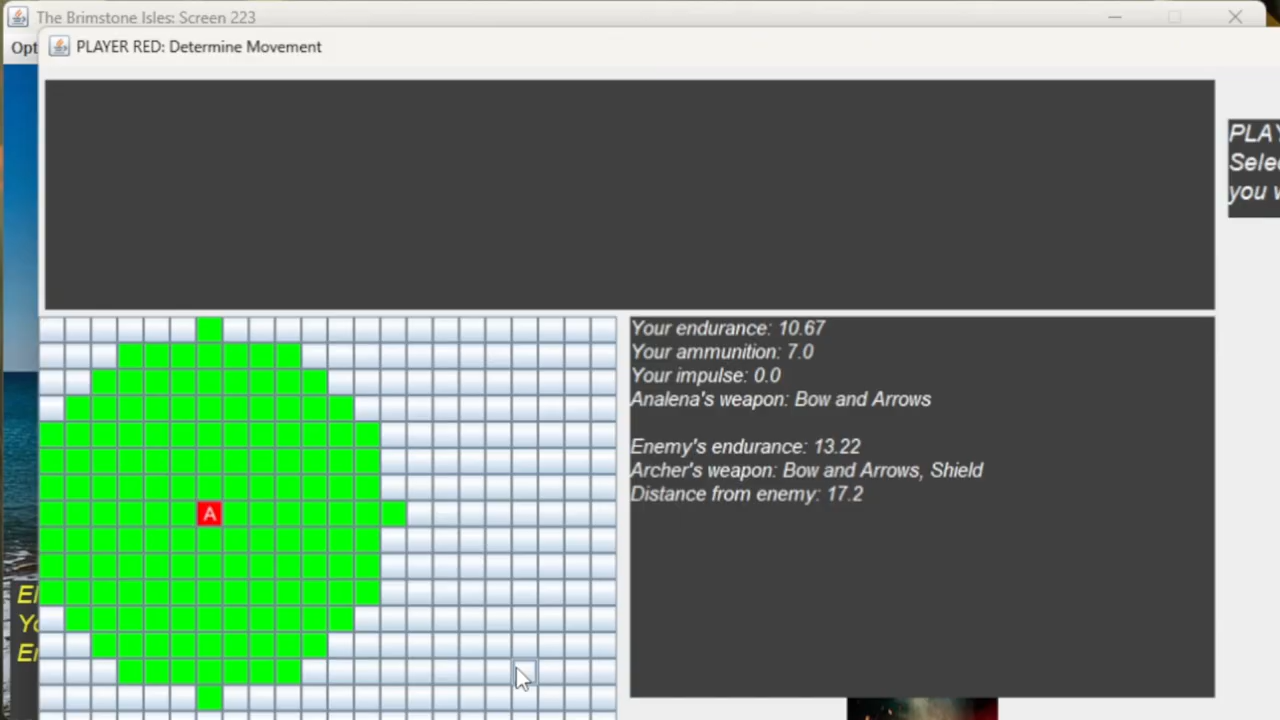 The Brimstone Isles: Screen 223
Opt
PLAYER RED: Determine Movement
PLAY
Selec
you w
Your endurance: 10.67
Your ammunition: 7.0
Your impulse: 0.0
Analena's weapon: Bow and Arrows
Enemy's endurance: 13.22
Archer's weapon: Bow and Arrows, Shield
Distance from enemy: 17.2
A